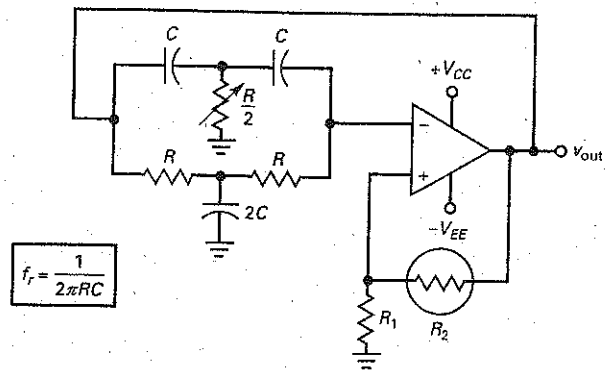 C
C
+V_CC
R/2
−
R
R
+
v_out
2C
−V_EE
f_r = 1/2πRC
R_1
R_2